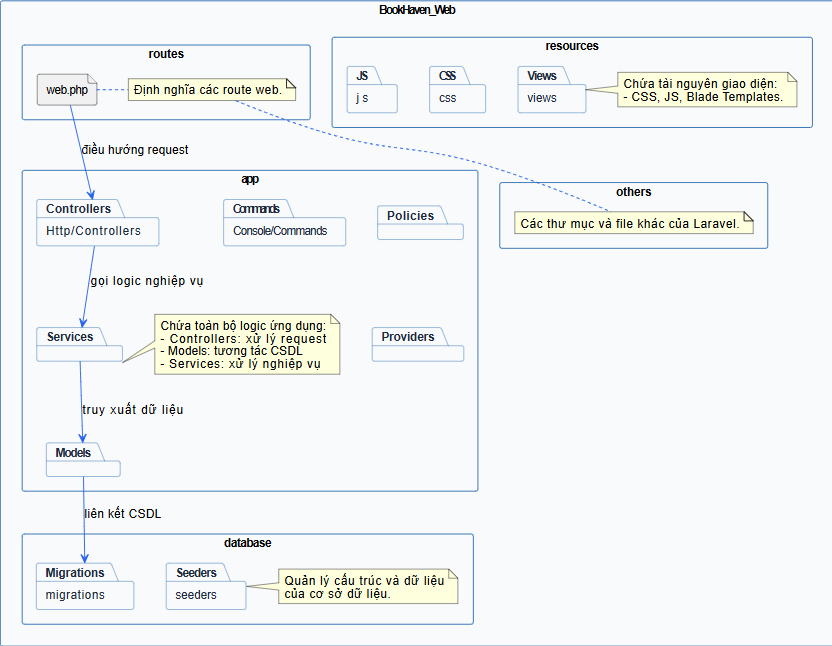 BookHaven_Web
routes
web.php
Định nghĩa các route web.
resources
JS
js
CSS
css
Views
views
Chứa tài nguyên giao diện:
- CSS, JS, Blade Templates.
điều hướng request
app
Controllers
Http/Controllers
Commands
Console/Commands
Policies
others
Các thư mục và file khác của Laravel.
gọi logic nghiệp vụ
Services
Chứa toàn bộ logic ứng dụng:
- Controllers: xử lý request
- Models: tương tác CSDL
- Services: xử lý nghiệp vụ
Providers
truy xuất dữ liệu
Models
liên kết CSDL
database
Migrations
migrations
Seeders
seeders
Quản lý cấu trúc và dữ liệu
của cơ sở dữ liệu.